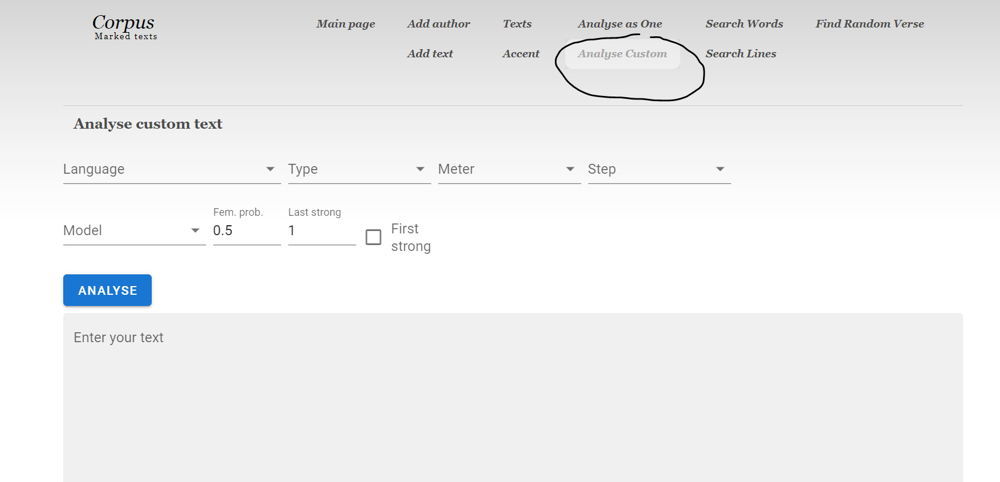 Corpus
Marked texts
Main page Add author Texts Analyse as One Search Words Find Random Verse
Add text Accent Analyse Custom Search Lines
Analyse custom text
Language Type Meter Step
Fem. prob. Last strong
Model 0.5 1 First
strong
ANALYSE
Enter your text